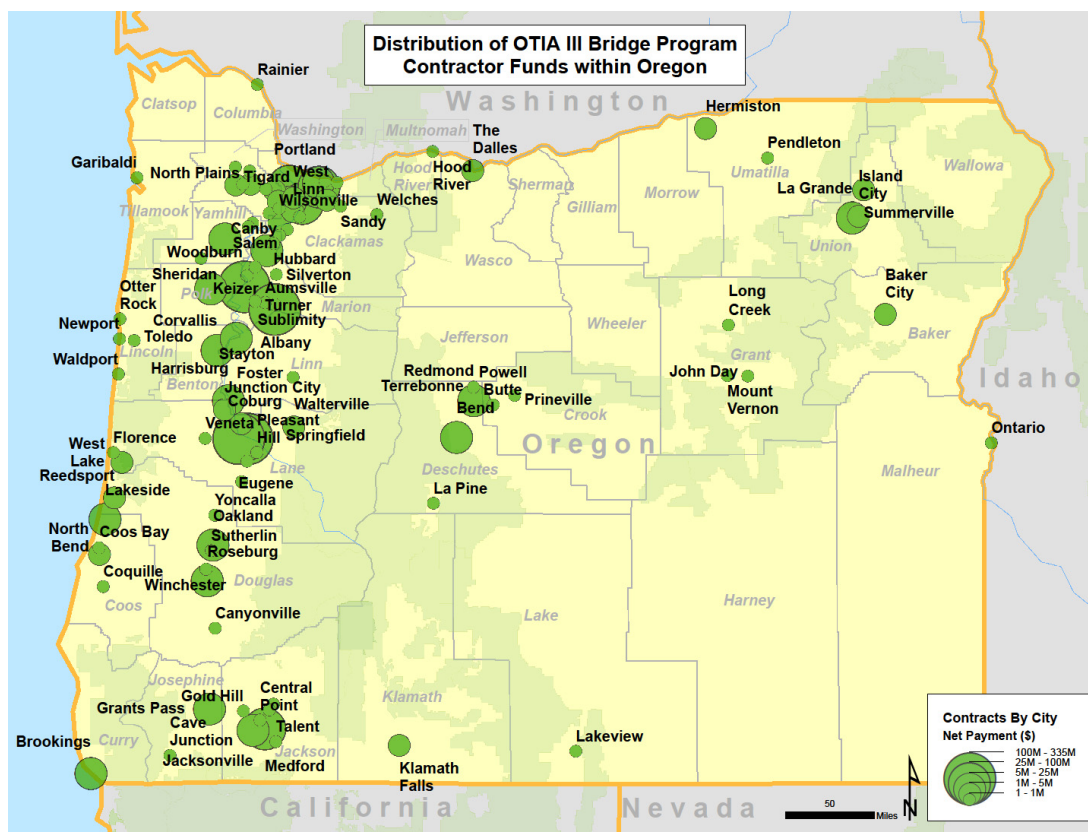 Distribution of OTIA III Bridge Program
Contractor Funds within Oregon
Rainier
Washington
Clatsop
Columbia
Hermiston
Washington
Multnomah
The
Dalles
Portland
Pendleton
Garibaldi
North Plains
Tigard
West
Linn
Hood
River
Hood
River
Umatilla
Wallowa
Sherman
Morrow
La Grande
Island
City
Wilsonville
Welches
Gilliam
Tillamook
Yamhill
Sandy
Summerville
Canby
Salem
Clackamas
Union
Woodburn
Hubbard
Wasco
Sheridan
Silverton
Baker
City
Otter
Rock
Polk
Keizer
Aumsville
Marion
Long
Creek
Turner
Sublimity
Newport
Corvallis
Wheeler
Baker
Toledo
Albany
Jefferson
Lincoln
Waldport
Stayton
Grant
Harrisburg
Foster
Linn
Redmond
Powell
Butte
John Day
Idaho
Benton
Junction City
Terrebonne
Mount
Vernon
Coburg
Walterville
Bend
Prineville
Crook
Veneta
Pleasant
Hill
Springfield
Oregon
Ontario
West
Lake
Florence
Reedsport
Lane
Deschutes
Malheur
Eugene
Lakeside
La Pine
Yoncalla
Oakland
North
Bend
Coos Bay
Sutherlin
Roseburg
Coquille
Winchester
Douglas
Coos
Harney
Lake
Canyonville
Josephine
Gold Hill
Central
Point
Klamath
Grants Pass
Cave
Junction
Talent
Brookings
Curry
Jackson
Lakeview
Jacksonville
Medford
Klamath
Falls
California
Nevada
Contracts By City
Net Payment ($)
100M - 335M
25M - 100M
5M - 25M
1M - 5M
1 - 1M
50
Miles
N